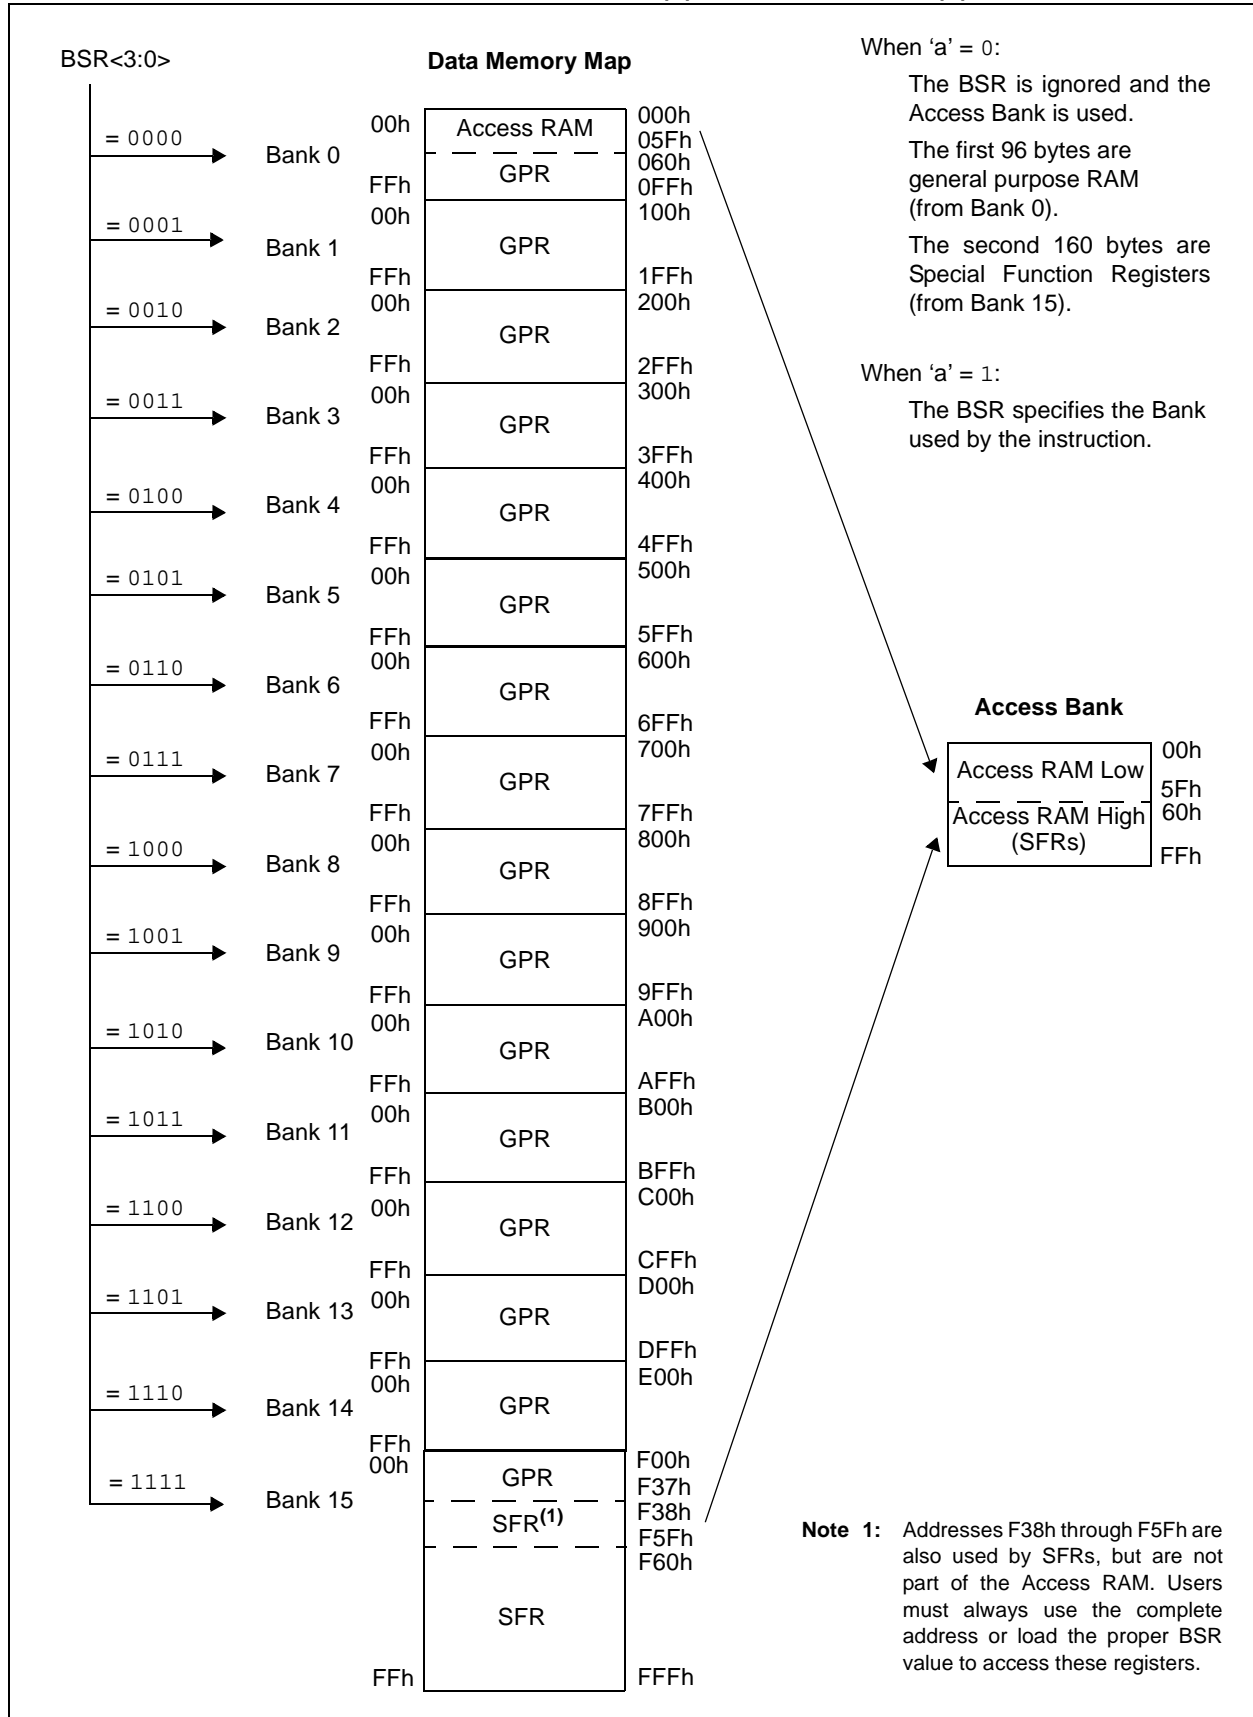 BSR<3:0>
Data Memory Map
When ‘a’ = 0:
The BSR is ignored and the
Access Bank is used.
The first 96 bytes are
general purpose RAM
(from Bank 0).
The second 160 bytes are
Special Function Registers
(from Bank 15).
When ‘a’ = 1:
The BSR specifies the Bank
used by the instruction.
= 0000
Bank 0
00h
Access RAM
000h
05Fh
060h
GPR
FFh
0FFh
= 0001
Bank 1
00h
GPR
100h
FFh
1FFh
= 0010
Bank 2
00h
GPR
200h
FFh
2FFh
= 0011
Bank 3
00h
GPR
300h
FFh
3FFh
= 0100
Bank 4
00h
GPR
400h
FFh
4FFh
= 0101
Bank 5
00h
GPR
500h
FFh
5FFh
= 0110
Bank 6
00h
GPR
600h
FFh
6FFh
= 0111
Bank 7
00h
GPR
700h
FFh
7FFh
= 1000
Bank 8
00h
GPR
800h
FFh
8FFh
= 1001
Bank 9
00h
GPR
900h
FFh
9FFh
= 1010
Bank 10
00h
GPR
A00h
FFh
AFFh
= 1011
Bank 11
00h
GPR
B00h
FFh
BFFh
= 1100
Bank 12
00h
GPR
C00h
FFh
CFFh
= 1101
Bank 13
00h
GPR
D00h
FFh
DFFh
= 1110
Bank 14
00h
GPR
E00h
FFh
= 1111
Bank 15
00h
GPR
F00h
F37h
SFR(1)
F38h
F5Fh
F60h
SFR
FFh
FFFh
Access Bank
Access RAM Low
00h
5Fh
Access RAM High
(SFRs)
60h
FFh
Note 1: Addresses F38h through F5Fh are
also used by SFRs, but are not
part of the Access RAM. Users
must always use the complete
address or load the proper BSR
value to access these registers.